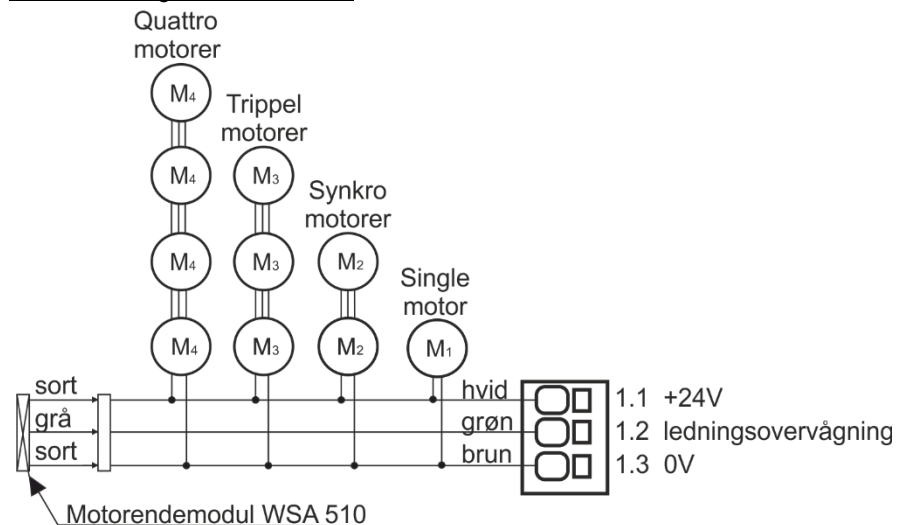 Quattro
motorer
M4
Trippel
motorer
M4
M3
Synkro
motorer
M4
M3
M2
Single
motor
M4
M3
M2
M1
sort
hvid
1.1 +24V
grå
grøn
1.2 ledningsovervågning
sort
brun
1.3 0V
Motorendemodul WSA 510